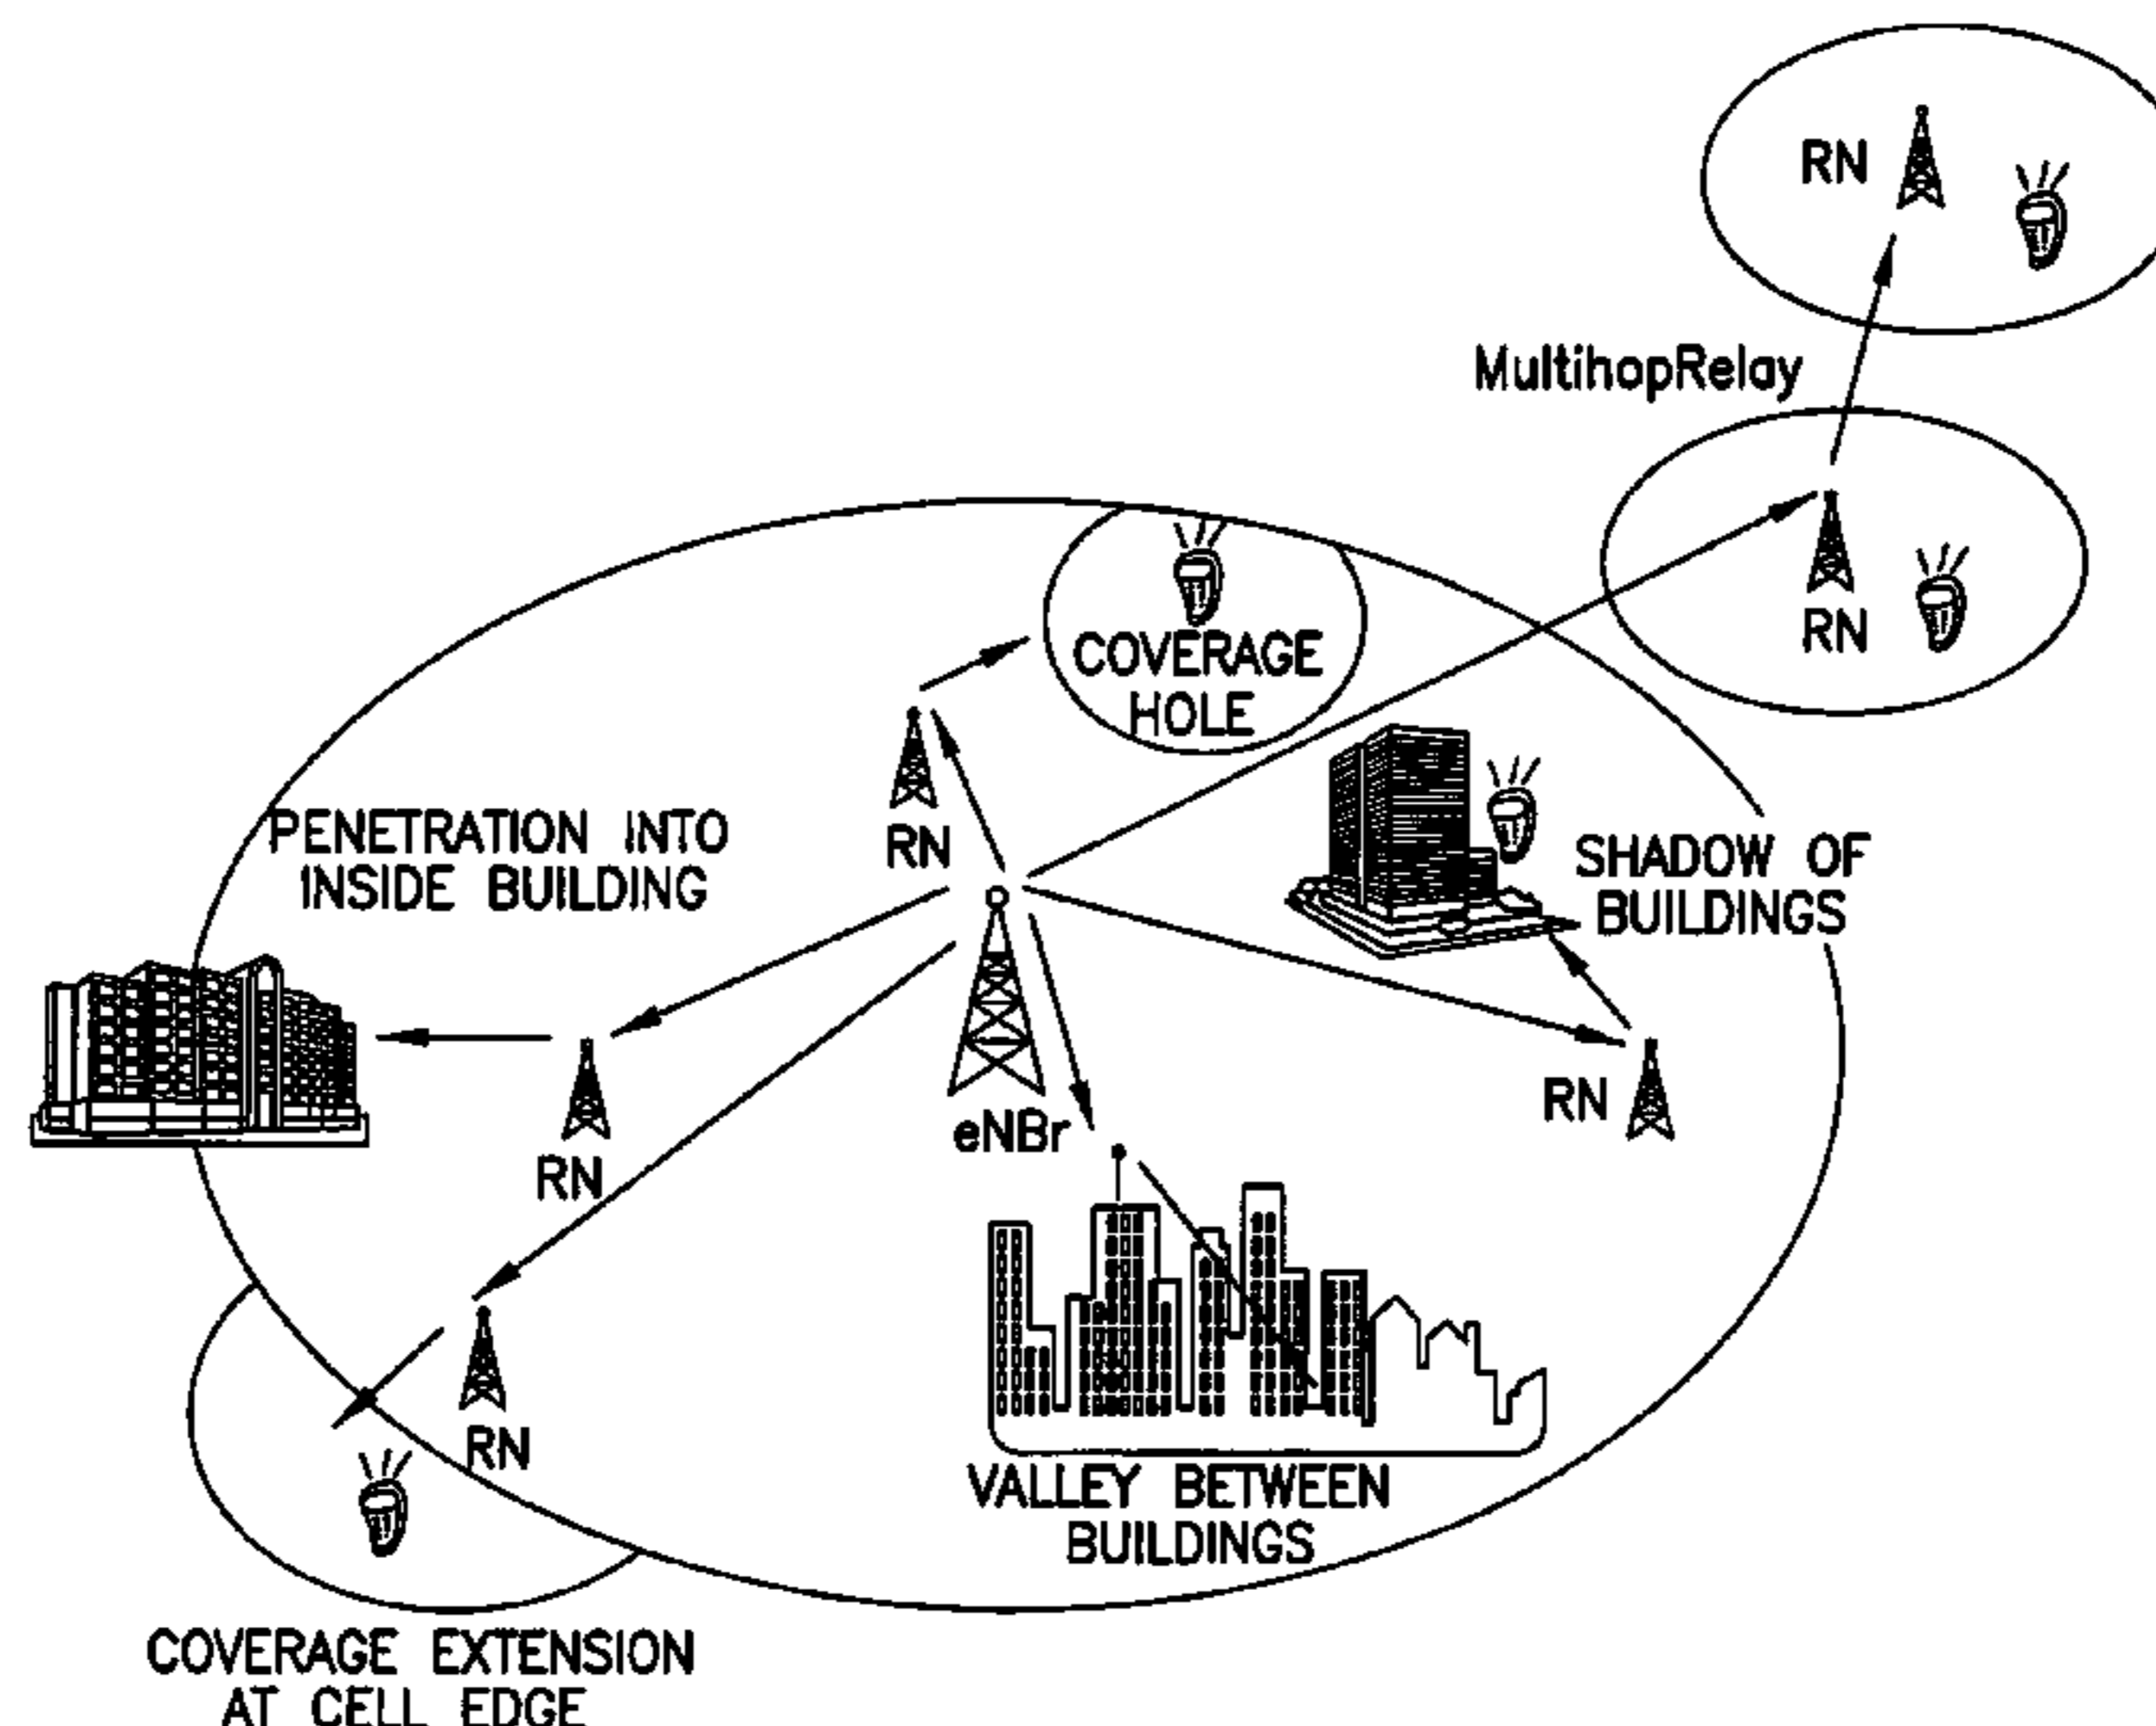 RN
MultihopRelay
RN
COVERAGE
HOLE
RN
PENETRATION INTO
INSIDE BUILDING
SHADOW OF
BUILDINGS
RN
eNBr
RN
RN
VALLEY BETWEEN
BUILDINGS
COVERAGE EXTENSION
AT CELL EDGE